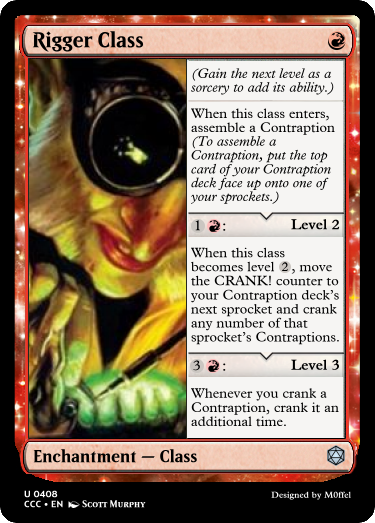 Rigger Class
(Gain the next level as a
sorcery to add its ability.)
When this class enters,
assemble a Contraption
(To assemble a
Contraption, put the top
card of your Contraption
deck face up onto one of
your sprockets.)
1 : Level 2
When this class
becomes level 2, move
the CRANK! counter to
your Contraption deck's
next sprocket and crank
any number of that
sprocket's Contraptions.
3 : Level 3
Whenever you crank a
Contraption, crank it an
additional time.
Enchantment — Class
U 0408
CCC • EN Scott Murphy
Designed by M0ffel